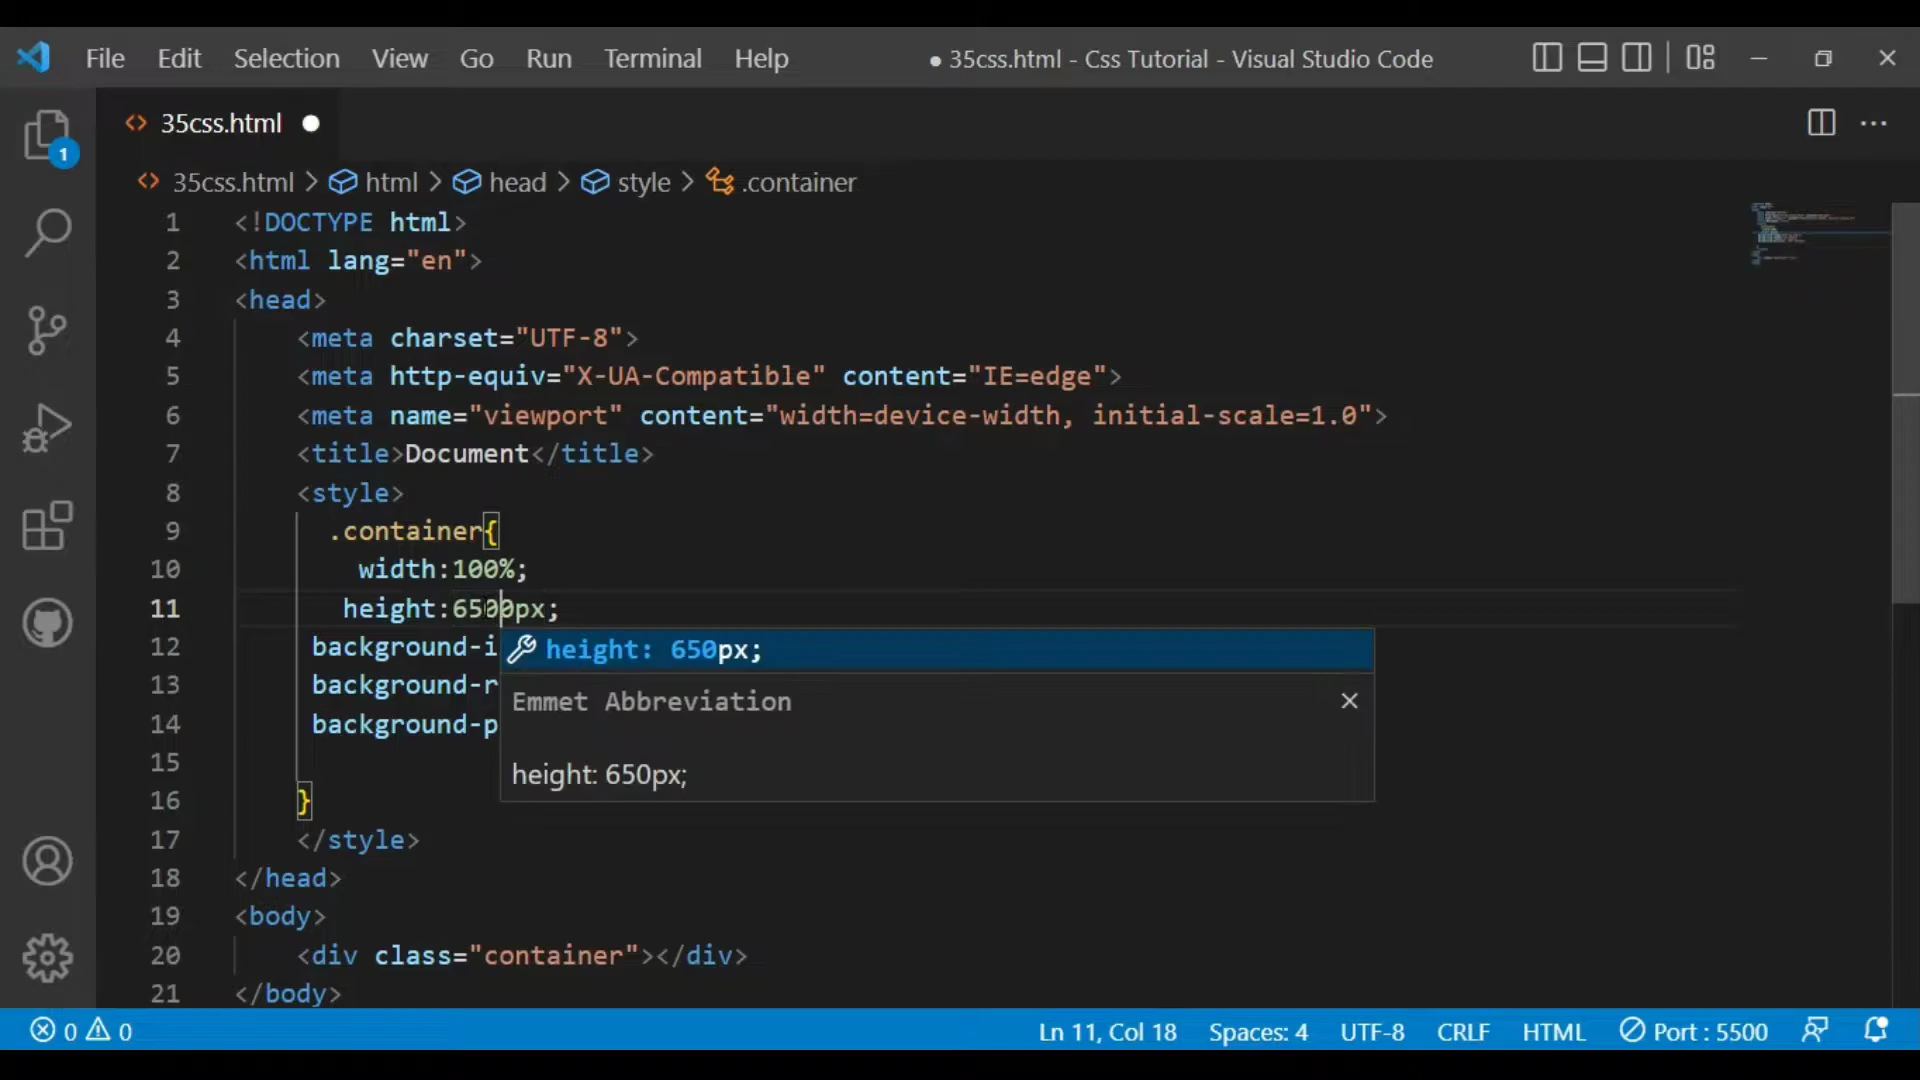 File Edit Selection View Go Run Terminal Help ● 35css.html - Css Tutorial - Visual Studio Code
35css.html
1
35css.html > html > head > style > .container
1 <!DOCTYPE html>
2 <html lang="en">
3 <head>
4 <meta charset="UTF-8">
5 <meta http-equiv="X-UA-Compatible" content="IE=edge">
6 <meta name="viewport" content="width=device-width, initial-scale=1.0">
7 <title>Document</title>
8 <style>
9 .container{
10 width:100%;
11 height:6500px;
12 background-i
height: 650px;
13 background-r
Emmet Abbreviation
14 background-p
15
height: 650px;
16 }
17 </style>
18 </head>
19 <body>
20 <div class="container"></div>
21 </body>
0 0 Ln 11, Col 18 Spaces: 4 UTF-8 CRLF HTML Port : 5500